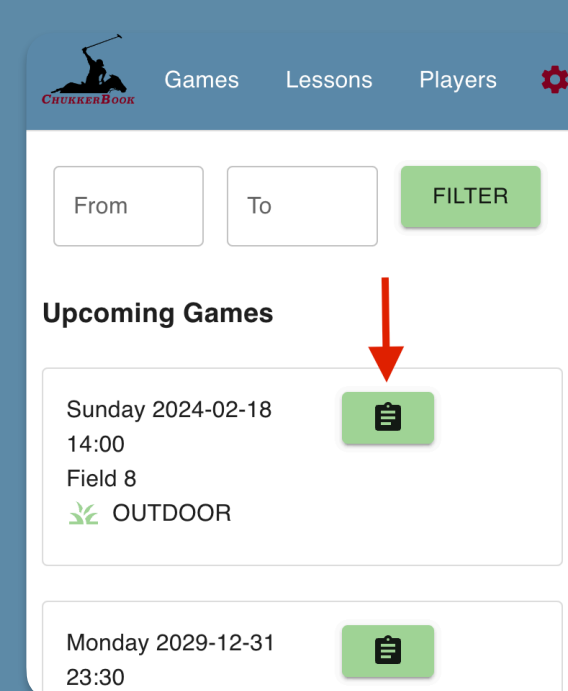 CHUKKERBOOK
Games Lessons Players
From To FILTER
Upcoming Games
Sunday 2024-02-18
14:00
Field 8
OUTDOOR
Monday 2029-12-31
23:30